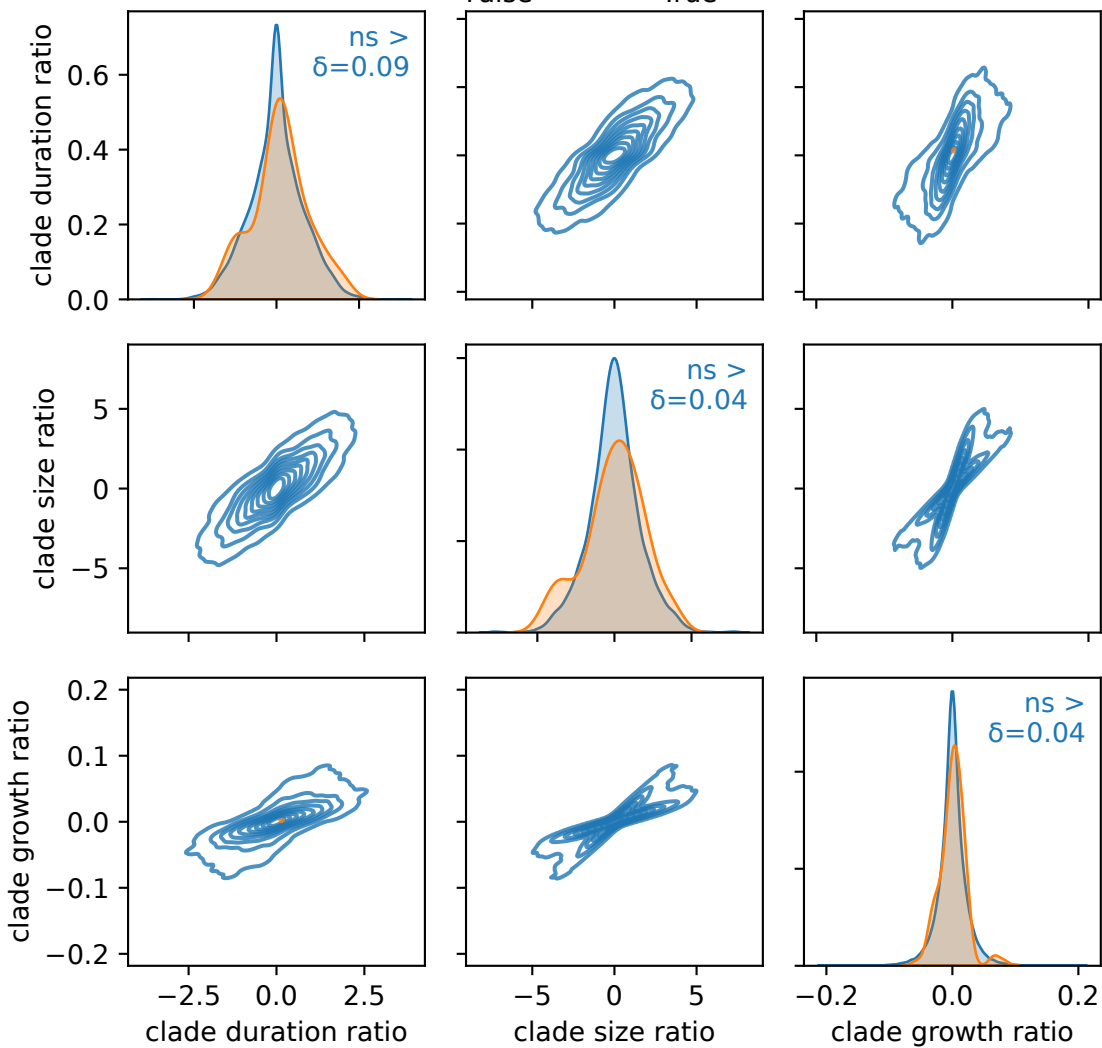 False True
clade duration ratio
0.6
0.4
0.2
0.0
ns >
δ=0.09
clade size ratio
5
0
−5
ns >
δ=0.04
clade growth ratio
0.2
0.1
0.0
−0.1
−0.2
ns >
δ=0.04
−2.5 0.0 2.5
−5 0 5
−0.2 0.0 0.2
clade duration ratio
clade size ratio
clade growth ratio